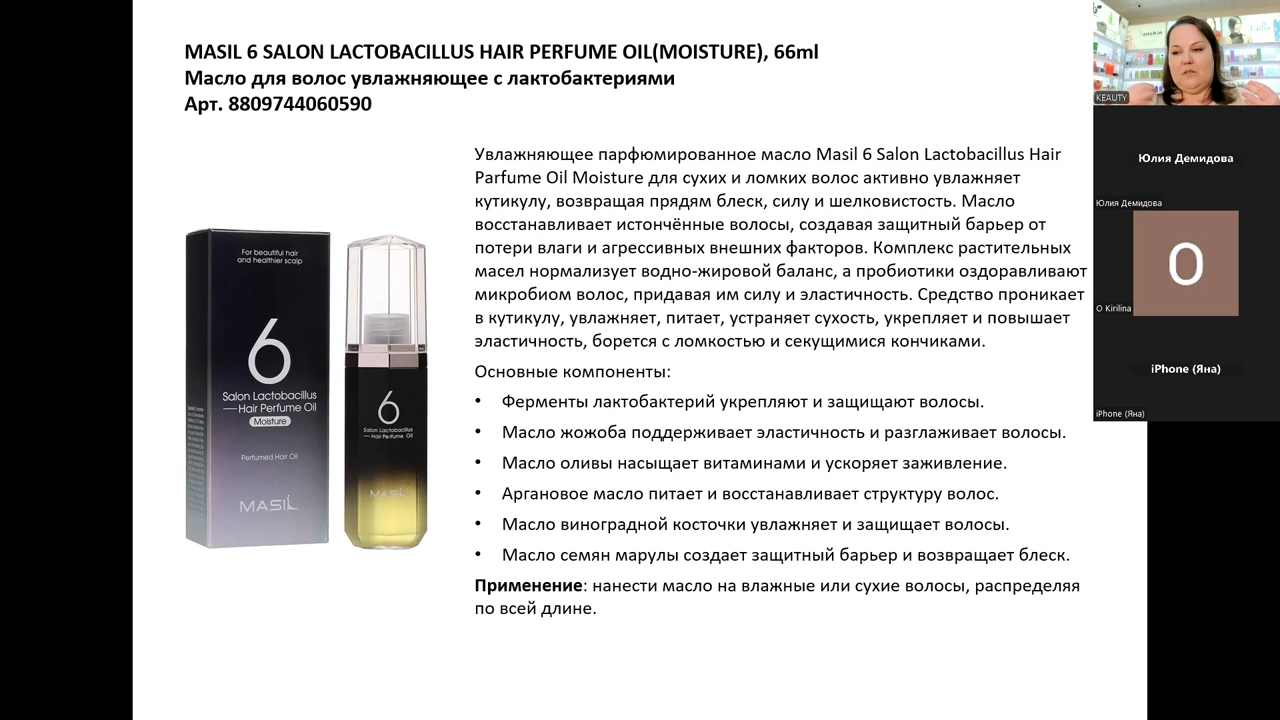 MASIL 6 SALON LACTOBACILLUS HAIR PERFUME OIL(MOISTURE), 66ml
Масло для волос увлажняющее с лактобактериями
Арт. 8809744060590
Увлажняющее парфюмированное масло Masil 6 Salon Lactobacillus Hair
Parfume Oil Moisture для сухих и ломких волос активно увлажняет
кутикулу, возвращая прядям блеск, силу и шелковистость. Масло
восстанавливает истончённые волосы, создавая защитный барьер от
потери влаги и агрессивных внешних факторов. Комплекс растительных
масел нормализует водно-жировой баланс, а пробиотики оздоравливают
микробиом волос, придавая им силу и эластичность. Средство проникает
в кутикулу, увлажняет, питает, устраняет сухость, укрепляет и повышает
эластичность, борется с ломкостью и секущимися кончиками.
Основные компоненты:
• Ферменты лактобактерий укрепляют и защищают волосы.
• Масло жожоба поддерживает эластичность и разглаживает волосы.
• Масло оливы насыщает витаминами и ускоряет заживление.
• Аргановое масло питает и восстанавливает структуру волос.
• Масло виноградной косточки увлажняет и защищает волосы.
• Масло семян марулы создает защитный барьер и возвращает блеск.
Применение: нанести масло на влажные или сухие волосы, распределяя
по всей длине.
For beautiful hair
and healthier scalp
6
Salon Lactobacillus
Hair Perfume Oil
Moisture
Perfumed Hair Oil
MASIL
6
Salon Lactobacillus
Hair Perfume Oil
MASIL
KEAUTY
Юлия Демидова
Юлия Демидова
O
O Kirilina
iPhone (Яна)
iPhone (Яна)